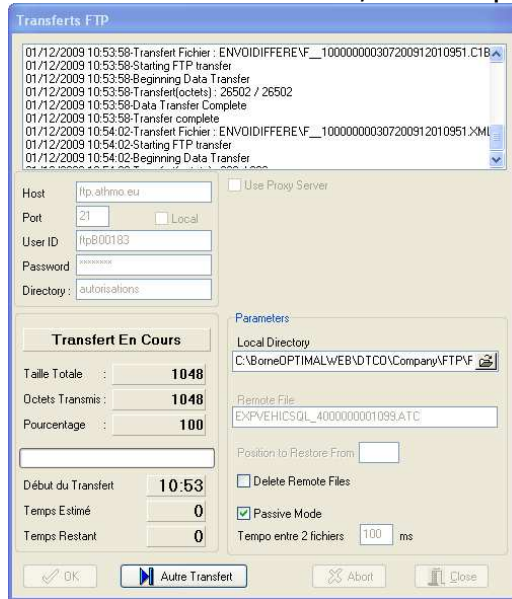 Transferts FTP
01/12/2009 10:53:58-Transfert Fichier : ENVOIDIFFERE\F__10000000307200912010951.C1B
01/12/2009 10:53:58-Starting FTP transfer
01/12/2009 10:53:58-Beginning Data Transfer
01/12/2009 10:53:58-Transfert(octets) : 26502 / 26502
01/12/2009 10:53:58-Data Transfer Complete
01/12/2009 10:53:58-Transfer complete
01/12/2009 10:54:02-Transfert Fichier : ENVOIDIFFERE\F__10000000307200912010951.XML
01/12/2009 10:54:02-Starting FTP transfer
01/12/2009 10:54:02-Beginning Data Transfer
Host ftp.athmo.eu
Use Proxy Server
Port 21 Local
User ID ftpB00183
Password ××××××××
Directory : autorisations
Transfert En Cours
Taille Totale : 1048
Octets Transmis : 1048
Pourcentage : 100
Début du Transfert 10:53
Temps Estimé 0
Temps Restant 0
Parameters
Local Directory
C:\BorneOPTIMALWEB\DTCO\Company\FTP\F
Remote File
EXPVEHICSQL_4000000001099.ATC
Position to Restore From
Delete Remote Files
Passive Mode
Tempo entre 2 fichiers 100 ms
OK
Autre Transfert
Abort
Close